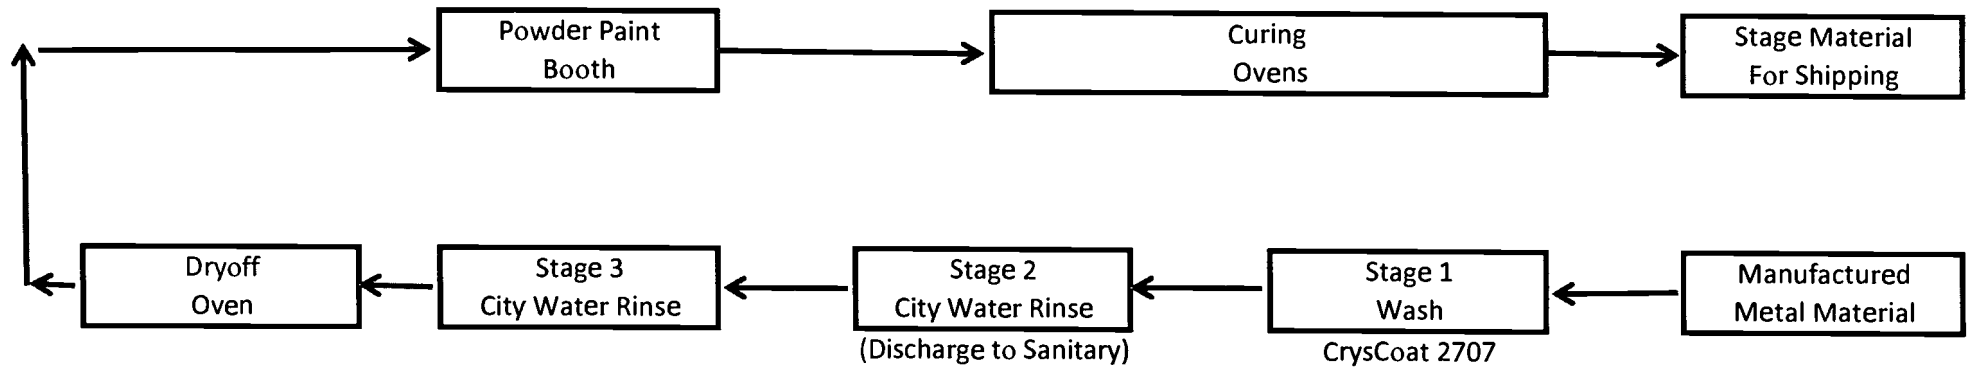 Powder Paint
Booth
Curing
Ovens
Stage Material
For Shipping
Dryoff
Oven
Stage 3
City Water Rinse
Stage 2
City Water Rinse
(Discharge to Sanitary)
Stage 1
Wash
CrysCoat 2707
Manufactured
Metal Material